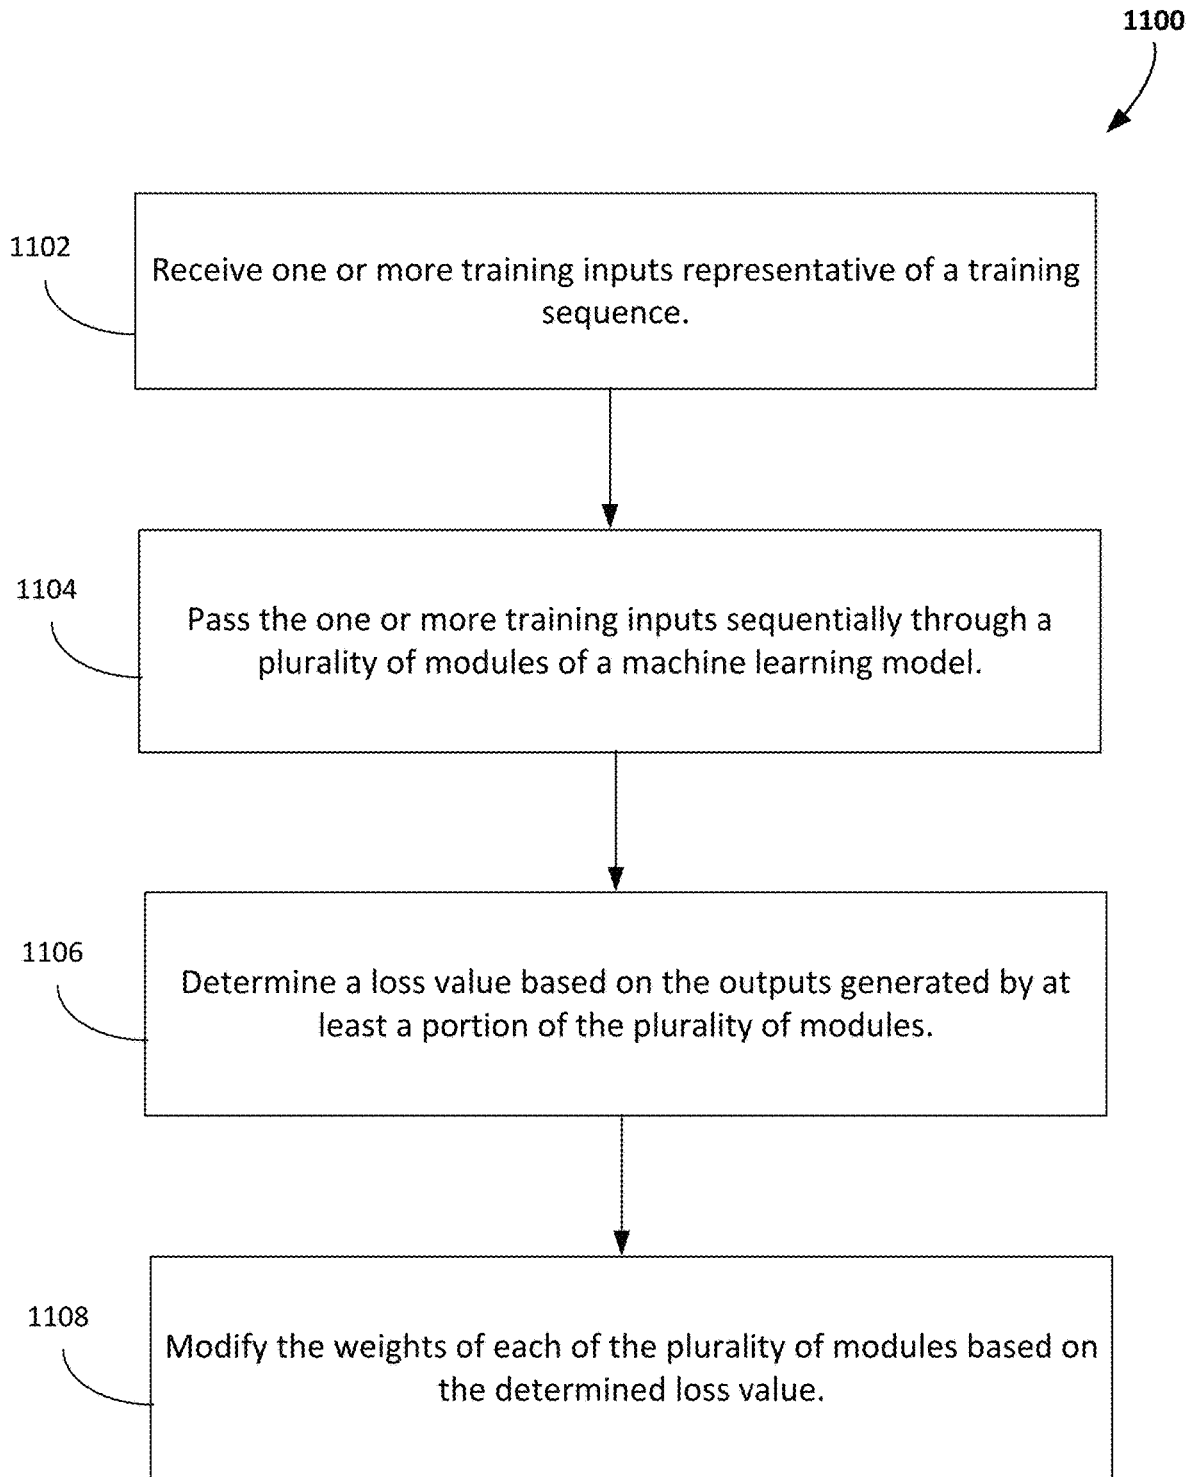 1100
1102
Receive one or more training inputs representative of a training
sequence.
1104
Pass the one or more training inputs sequentially through a
plurality of modules of a machine learning model.
1106
Determine a loss value based on the outputs generated by at
least a portion of the plurality of modules.
1108
Modify the weights of each of the plurality of modules based on
the determined loss value.